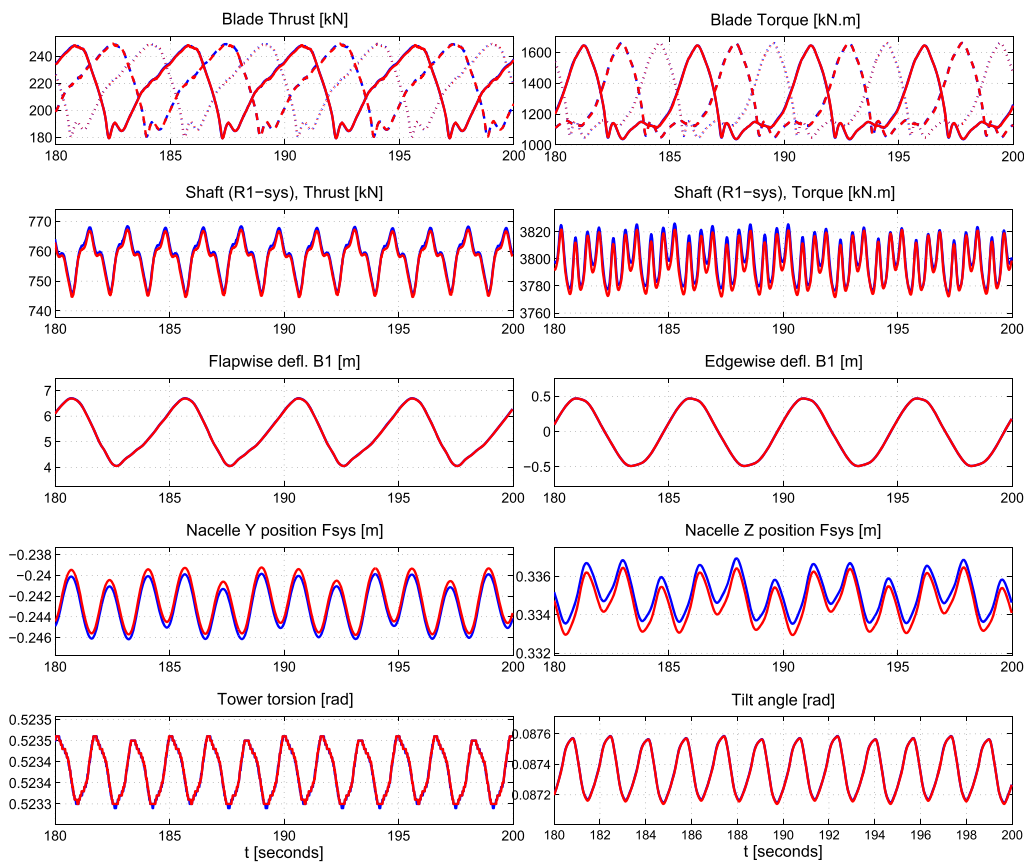 Blade Thrust [kN]
240
220
200
180
180 185 190 195 200
Blade Torque [kN.m]
1600
1400
1200
1000
180 185 190 195 200
Shaft (R1−sys), Thrust [kN]
770
760
750
740
180 185 190 195 200
Shaft (R1−sys), Torque [kN.m]
3820
3800
3780
3760
180 185 190 195 200
Flapwise defl. B1 [m]
7
6
5
4
180 185 190 195 200
Edgewise defl. B1 [m]
0.5
0
−0.5
180 185 190 195 200
Nacelle Y position Fsys [m]
−0.238
−0.24
−0.242
−0.244
−0.246
180 185 190 195 200
Nacelle Z position Fsys [m]
0.336
0.334
0.332
180 185 190 195 200
Tower torsion [rad]
0.5235
0.5235
0.5234
0.5234
0.5233
180 185 190 195 200
t [seconds]
Tilt angle [rad]
0.0876
0.0874
0.0872
180 182 184 186 188 190 192 194 196 198 200
t [seconds]